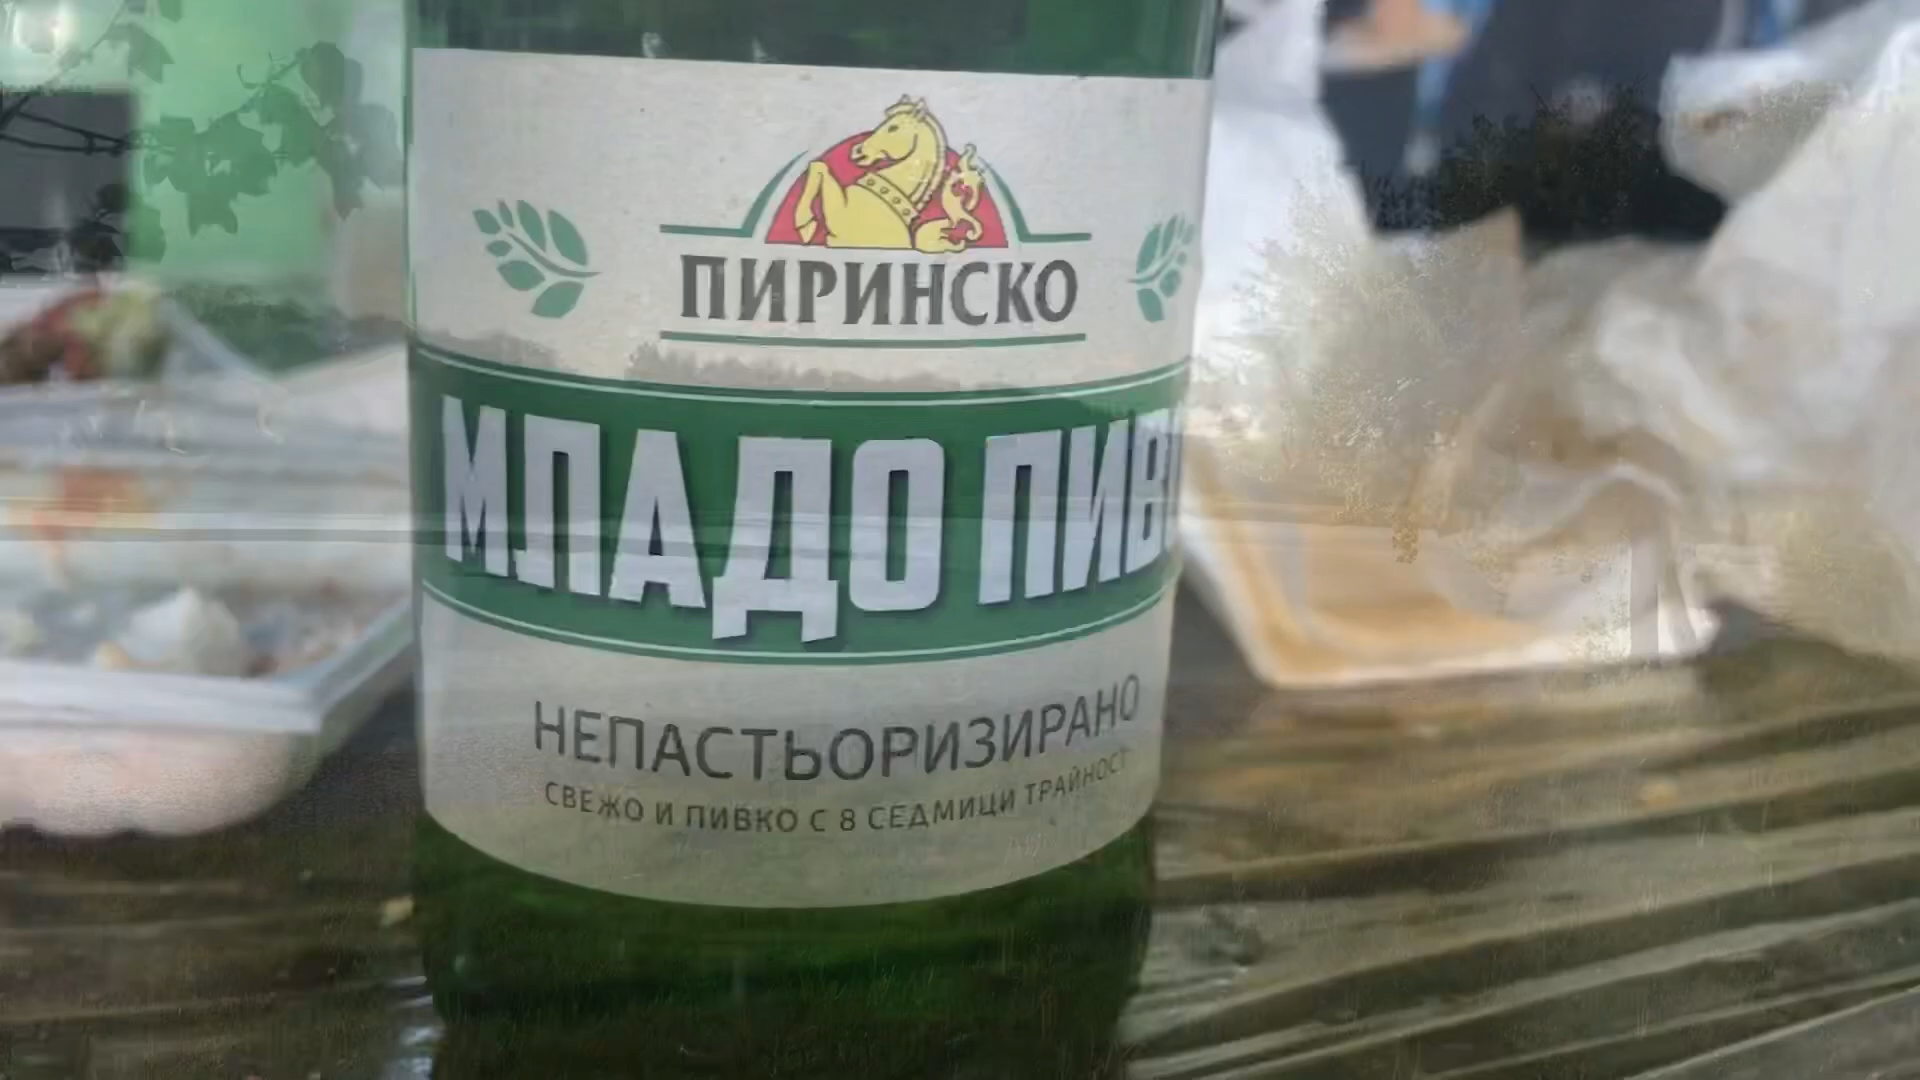 ПИРИНСКО
МЛАДО ПИВ
НЕПАСТЬОРИЗИРАНО
СВЕЖО И ПИВКО С 8 СЕДМИЦИ ТРАЙНОСТ